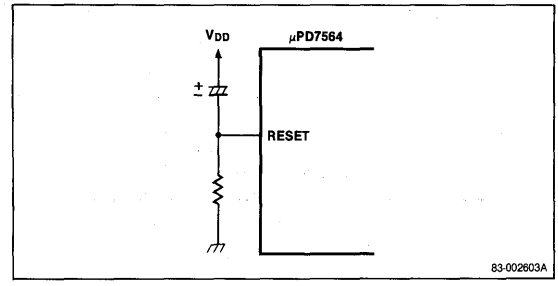 VDD
μPD7564
+
−
RESET
83-002603A